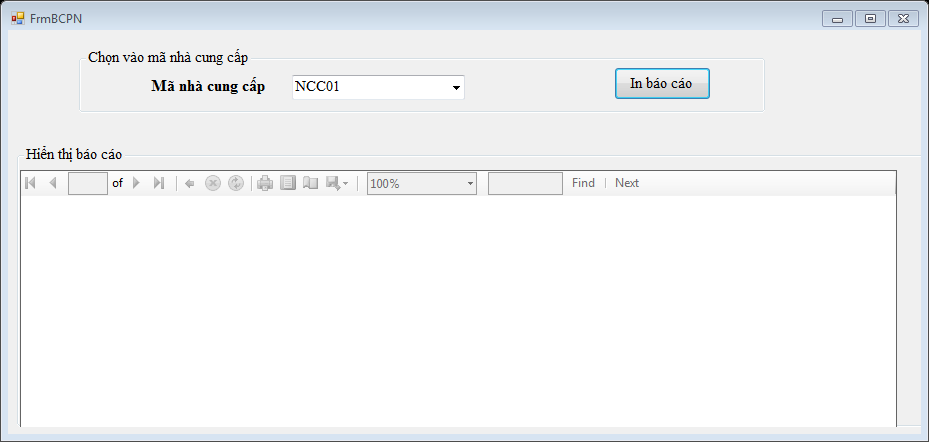 FrmBCPN
Chọn vào mã nhà cung cấp
Mã nhà cung cấp NCC01 In báo cáo
Hiển thị báo cáo
of 100% Find Next